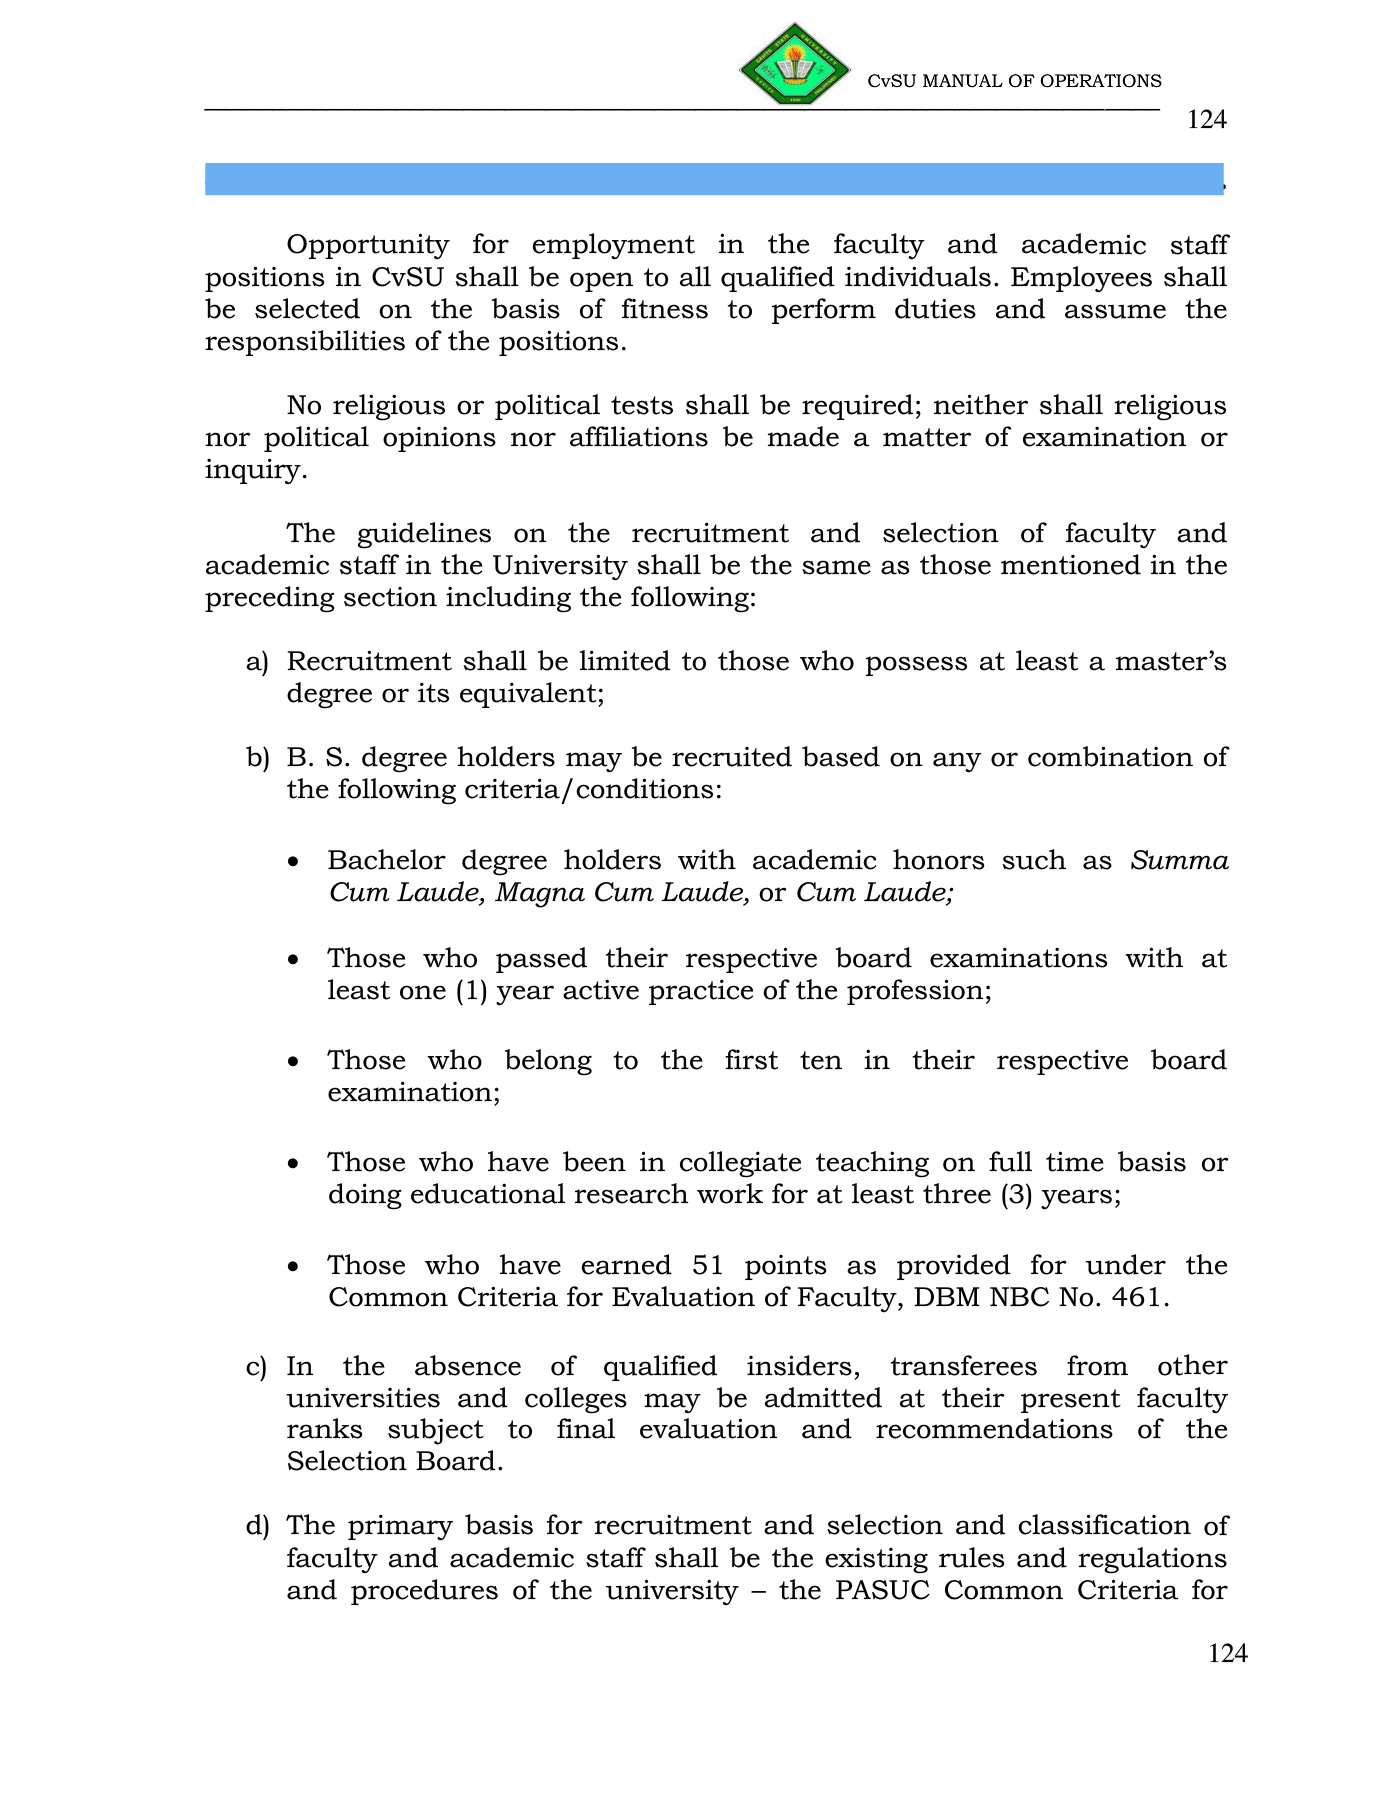 CvSU MANUAL OF OPERATIONS
124
.
Opportunity for employment in the faculty and academic staff
positions in CvSU shall be open to all qualified individuals. Employees shall
be selected on the basis of fitness to perform duties and assume the
responsibilities of the positions.
No religious or political tests shall be required; neither shall religious
nor political opinions nor affiliations be made a matter of examination or
inquiry.
The guidelines on the recruitment and selection of faculty and
academic staff in the University shall be the same as those mentioned in the
preceding section including the following:
a) Recruitment shall be limited to those who possess at least a master’s
degree or its equivalent;
b) B. S. degree holders may be recruited based on any or combination of
the following criteria/conditions:
• Bachelor degree holders with academic honors such as Summa
Cum Laude, Magna Cum Laude, or Cum Laude;
• Those who passed their respective board examinations with at
least one (1) year active practice of the profession;
• Those who belong to the first ten in their respective board
examination;
• Those who have been in collegiate teaching on full time basis or
doing educational research work for at least three (3) years;
• Those who have earned 51 points as provided for under the
Common Criteria for Evaluation of Faculty, DBM NBC No. 461.
c) In the absence of qualified insiders, transferees from other
universities and colleges may be admitted at their present faculty
ranks subject to final evaluation and recommendations of the
Selection Board.
d) The primary basis for recruitment and selection and classification of
faculty and academic staff shall be the existing rules and regulations
and procedures of the university – the PASUC Common Criteria for
124